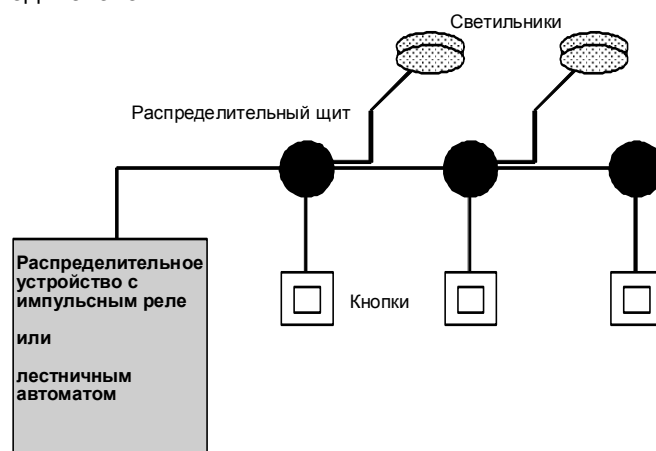 Светильники
Распределительный щит
Распределительное
устройство с
импульсным реле
или
лестничным
автоматом
Кнопки